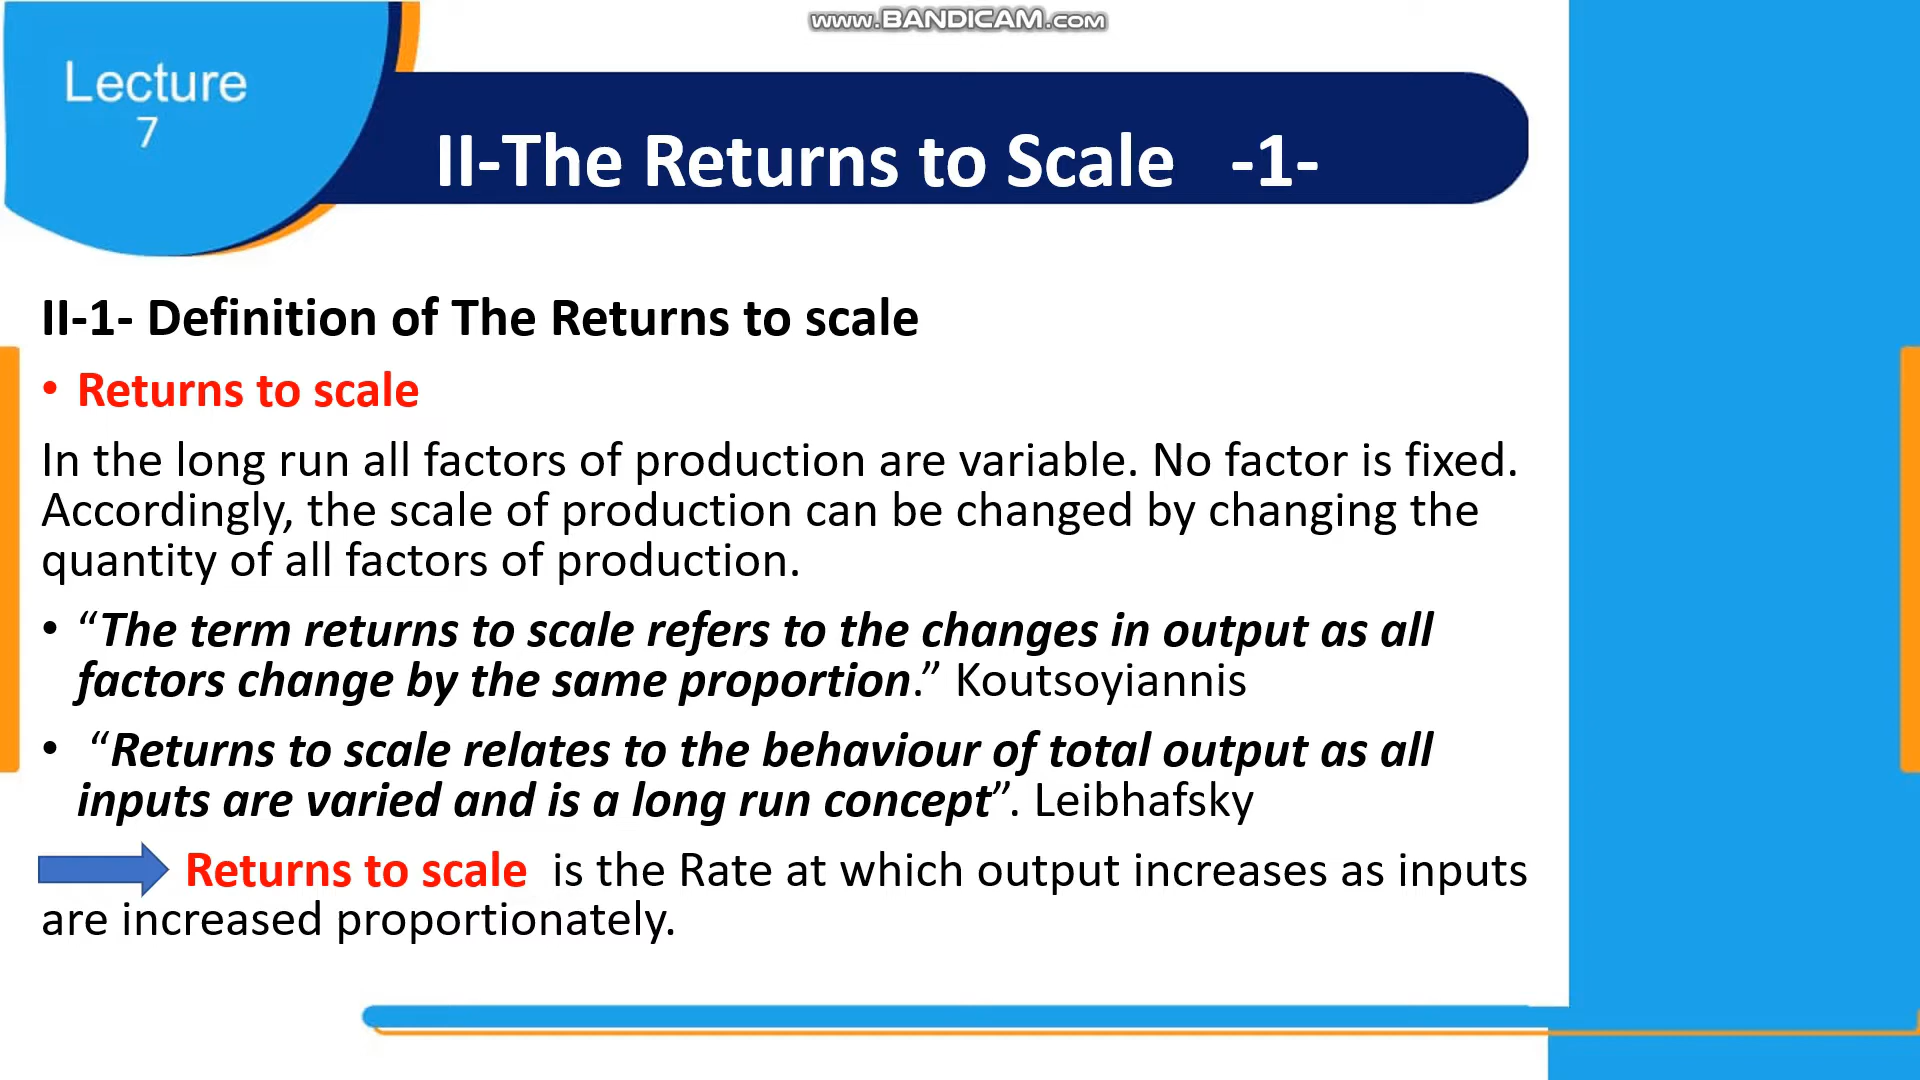 www.BANDICAM.com
Lecture
7
II-The Returns to Scale -1-
II-1- Definition of The Returns to scale
• Returns to scale
In the long run all factors of production are variable. No factor is fixed.
Accordingly, the scale of production can be changed by changing the
quantity of all factors of production.
• “The term returns to scale refers to the changes in output as all
factors change by the same proportion.” Koutsoyiannis
• “Returns to scale relates to the behaviour of total output as all
inputs are varied and is a long run concept”. Leibhafsky
Returns to scale is the Rate at which output increases as inputs
are increased proportionately.